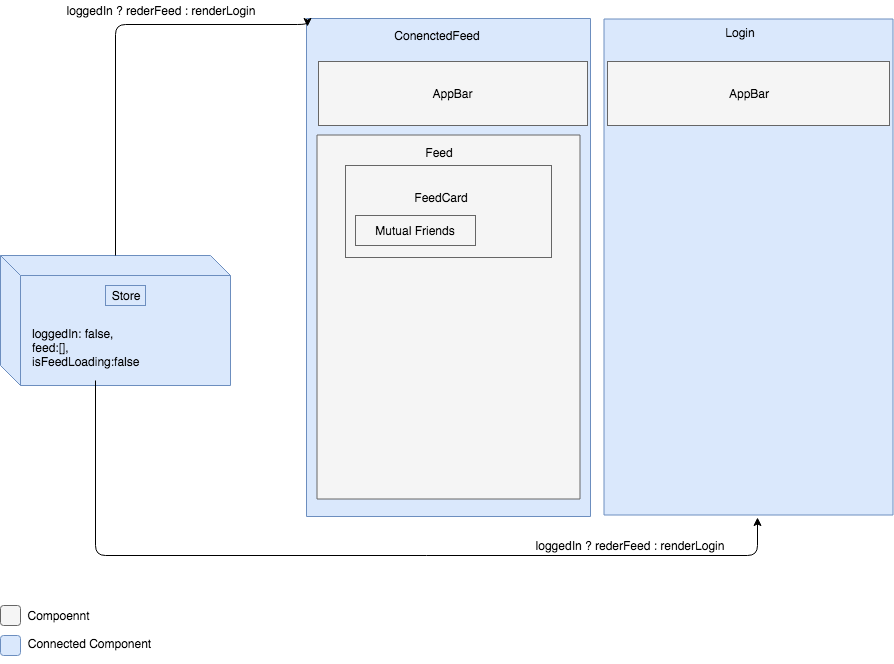 loggedIn ? rederFeed : renderLogin
ConenctedFeed
Login
AppBar
AppBar
Feed
FeedCard
Mutual Friends
Store
loggedIn: false,
feed:[],
isFeedLoading:false
loggedIn ? rederFeed : renderLogin
Compoennt
Connected Component